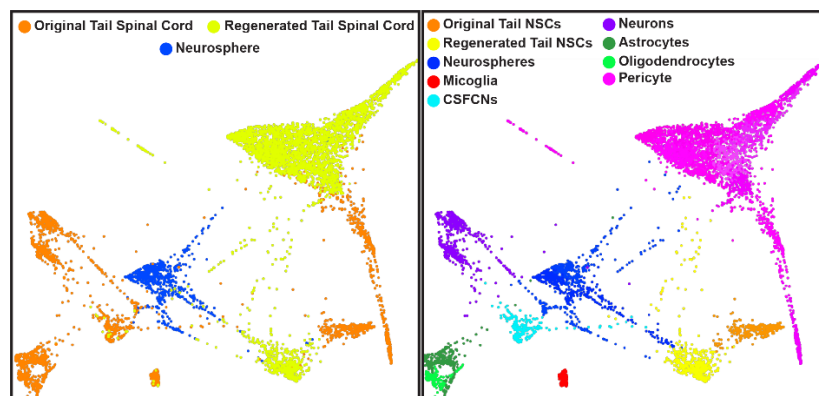 Original Tail Spinal Cord
Regenerated Tail Spinal Cord
Neurosphere
Original Tail NSCs
Regenerated Tail NSCs
Neurospheres
Micoglia
CSFCNs
Neurons
Astrocytes
Oligodendrocytes
Pericyte